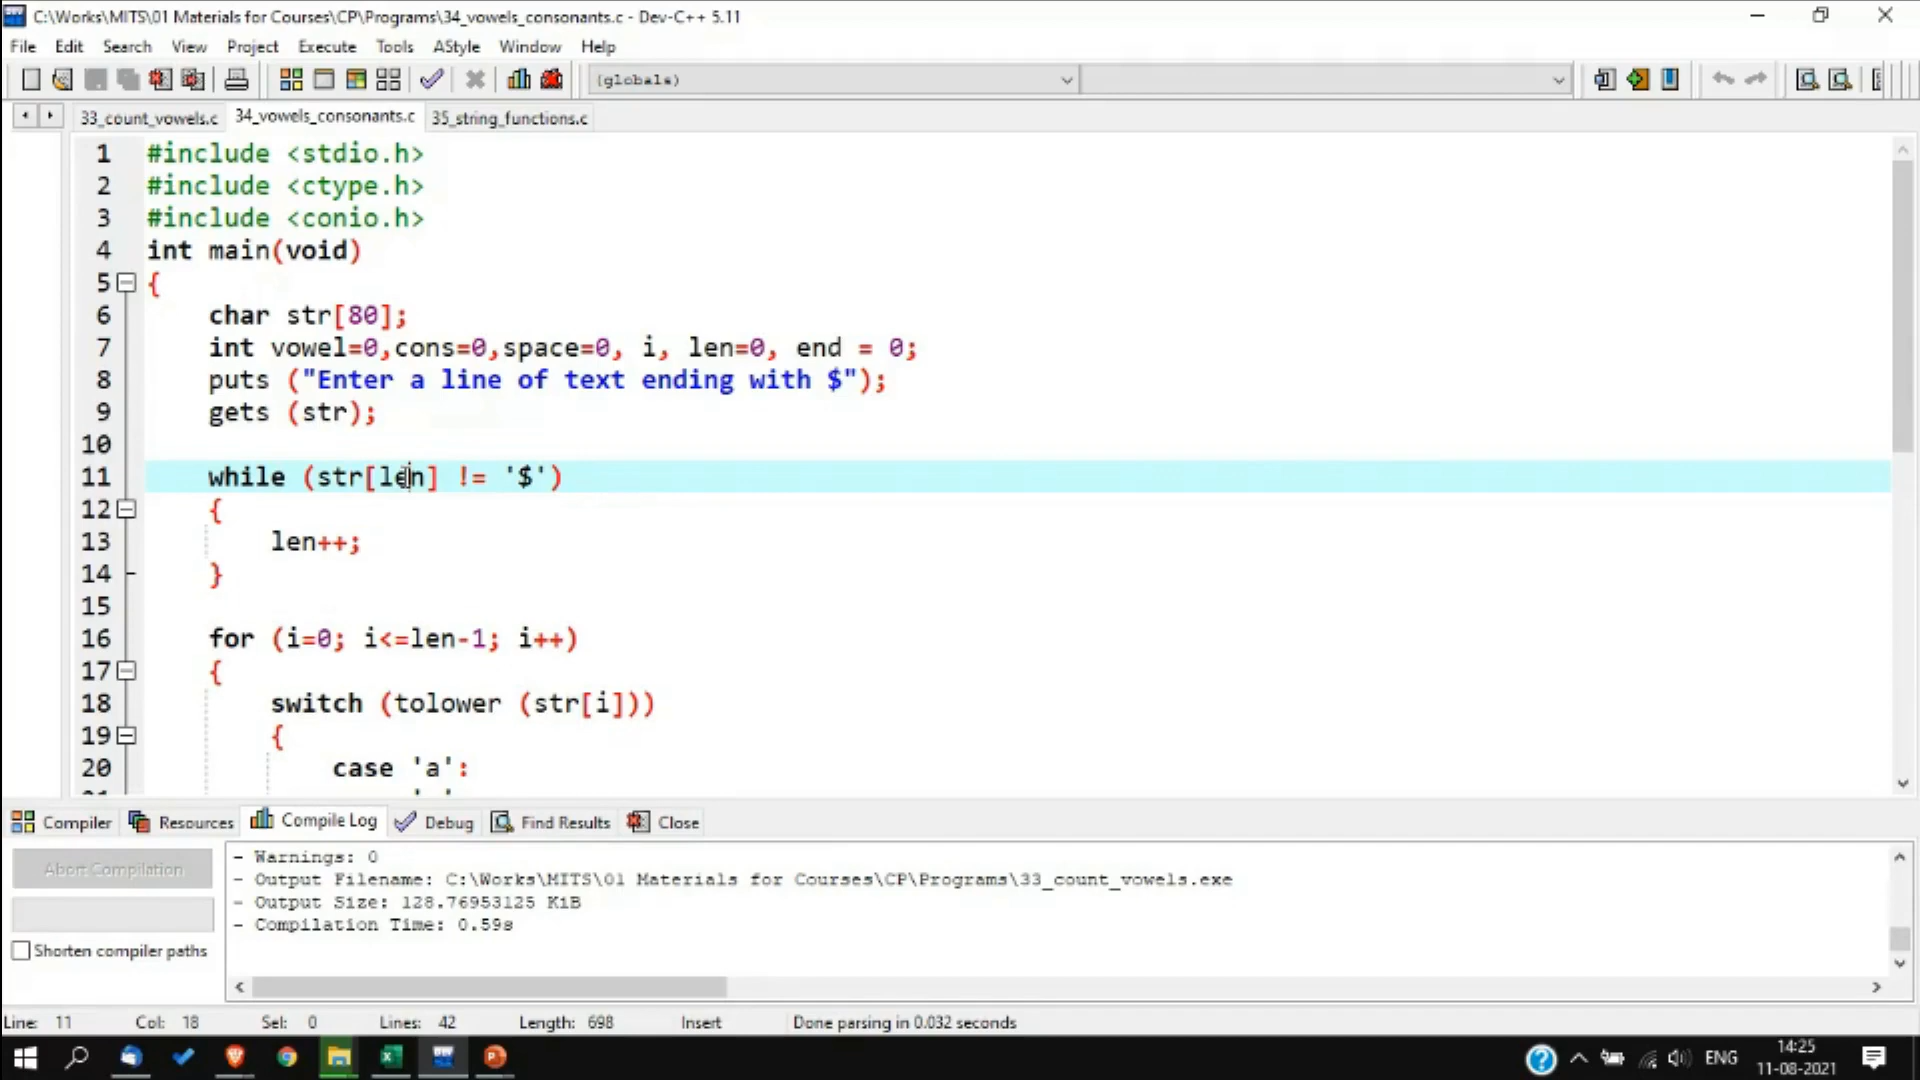 C:\Works\MITS\01 Materials for Courses\CP\Programs\34_vowels_consonants.c - Dev-C++ 5.11
File Edit Search View Project Execute Tools AStyle Window Help
(globals)
33_count_vowels.c 34_vowels_consonants.c 35_string_functions.c
1 #include <stdio.h>
2 #include <ctype.h>
3 #include <conio.h>
4 int main(void)
5 {
6 char str[80];
7 int vowel=0,cons=0,space=0, i, len=0, end = 0;
8 puts ("Enter a line of text ending with $");
9 gets (str);
10
11 while (str[len] != '$')
12 {
13 len++;
14 }
15
16 for (i=0; i<=len-1; i++)
17 {
18 switch (tolower (str[i]))
19 {
20 case 'a':
Compiler Resources Compile Log Debug Find Results Close
Abort Compilation
Shorten compiler paths
- Warnings: 0
- Output Filename: C:\Works\MITS\01 Materials for Courses\CP\Programs\33_count_vowels.exe
- Output Size: 128.76953125 KiB
- Compilation Time: 0.59s
Line: 11 Col: 18 Sel: 0 Lines: 42 Length: 698 Insert Done parsing in 0.032 seconds
ENG
14:25
11-08-2021